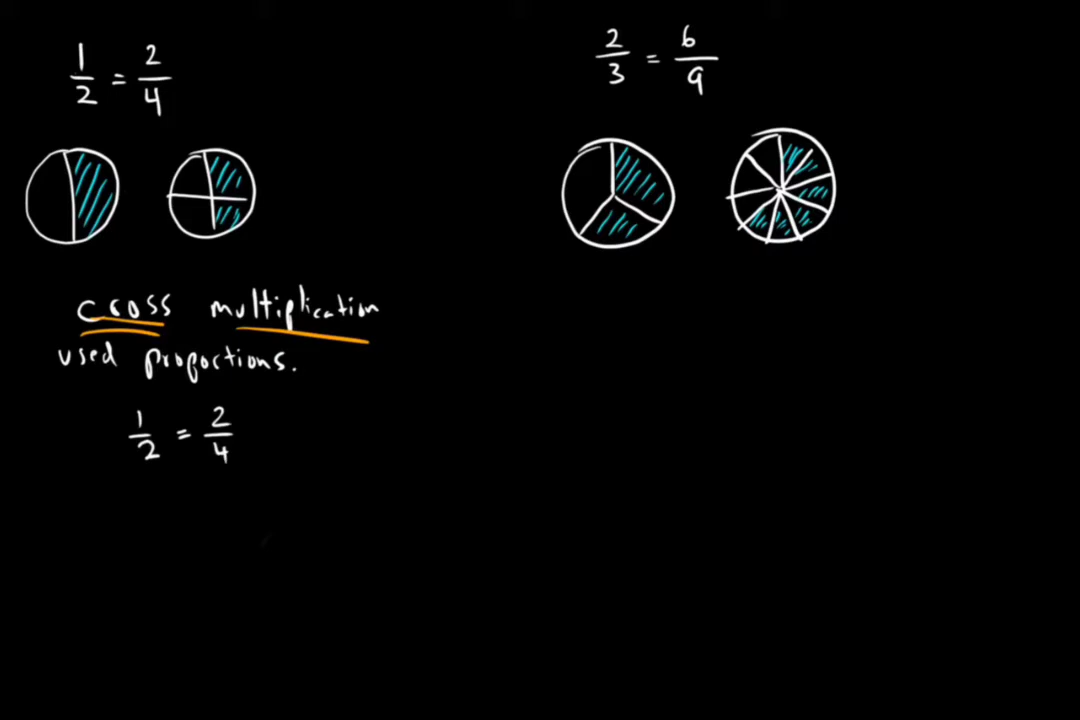 1/2 = 2/4
2/3 = 6/9
cross multiplication
used proportions.
1/2 = 2/4